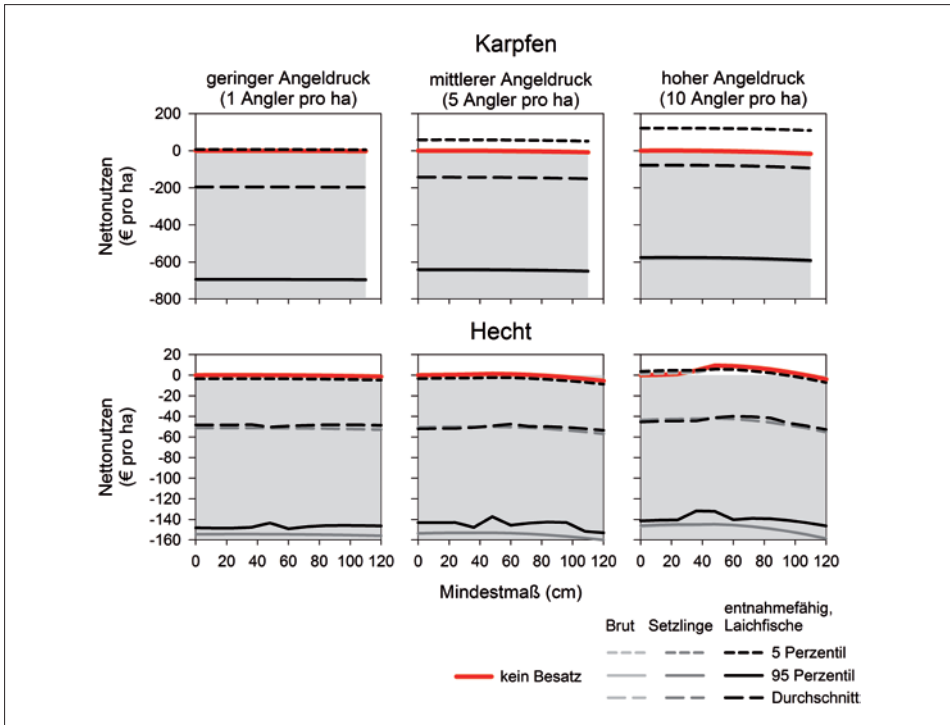 Karpfen
geringer Angeldruck
(1 Angler pro ha)
mittlerer Angeldruck
(5 Angler pro ha)
hoher Angeldruck
(10 Angler pro ha)
Nettonutzen
(€ pro ha)
200
0
-200
-400
-600
-800
Hecht
Nettonutzen
(€ pro ha)
20
0
-20
-40
-60
-80
-100
-120
-140
-160
0 20 40 60 80 100 120
0 20 40 60 80 100 120
0 20 40 60 80 100 120
Mindestmaß (cm)
Brut Setzlinge entnahmefähig,
Laichfische
5 Perzentil
kein Besatz
95 Perzentil
Durchschnitt